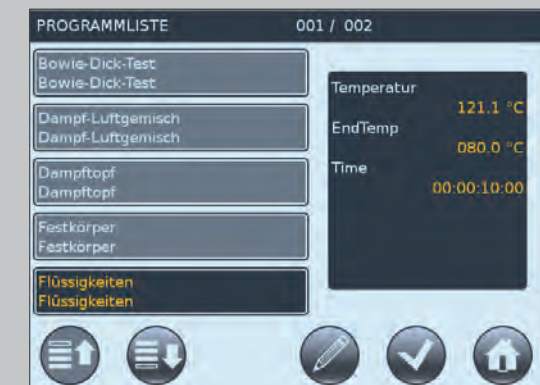 PROGRAMMLISTE 001 / 002
Bowie-Dick-Test
Bowie-Dick-Test
Dampf-Luftgemisch
Dampf-Luftgemisch
Dampftopf
Dampftopf
Festkörper
Festkörper
Flüssigkeiten
Flüssigkeiten
Temperatur
121.1 °C
EndTemp
080.0 °C
Time
00:00:10:00